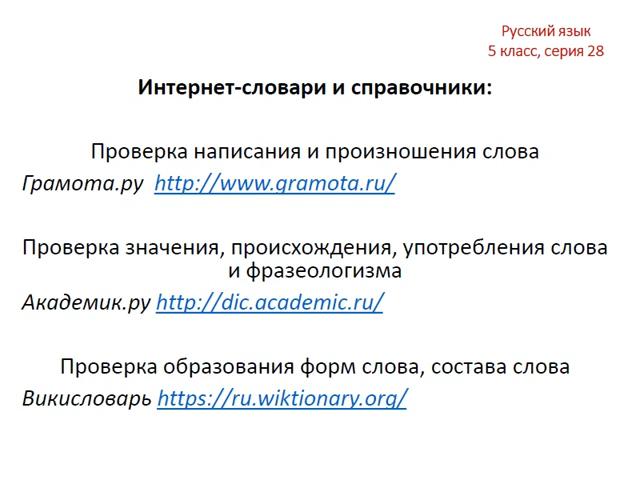 Русский язык
5 класс, серия 28
Интернет-словари и справочники:
Проверка написания и произношения слова
Грамота.ру http://www.gramota.ru/
Проверка значения, происхождения, употребления слова
и фразеологизма
Академик.ру http://dic.academic.ru/
Проверка образования форм слова, состава слова
Викисловарь https://ru.wiktionary.org/